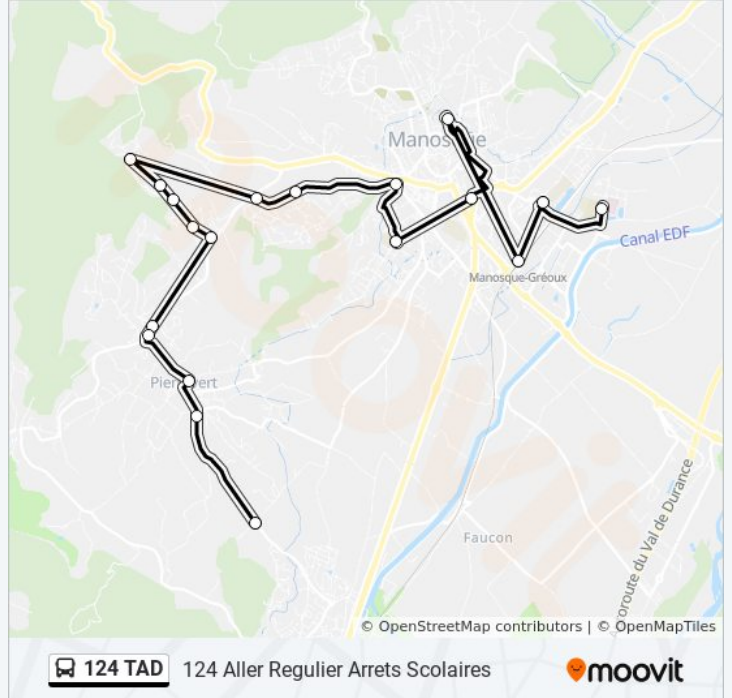 Manosque
Canal EDF
Manosque-Gréoux
Pierrevert
Faucon
Autoroute du Val de Durance
© OpenStreetMap contributors | © OpenMapTiles
124 TAD
124 Aller Regulier Arrets Scolaires
moovit